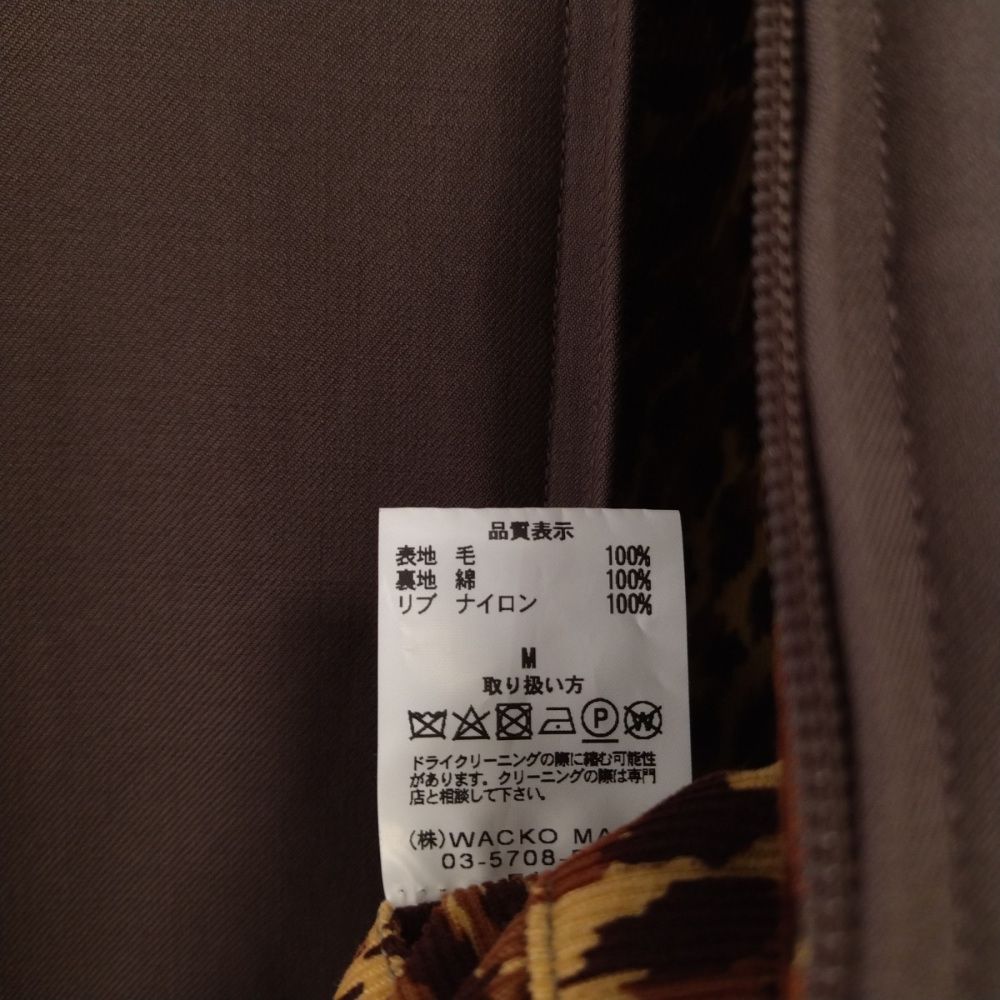 品質表示
表地 毛 100%
裏地 綿 100%
リブ ナイロン 100%
M
取り扱い方
P W
ドライクリーニングの際に縮む可能性
があります。クリーニングの際は専門
店と相談して下さい。
(株)WACKO MA
03-5708-